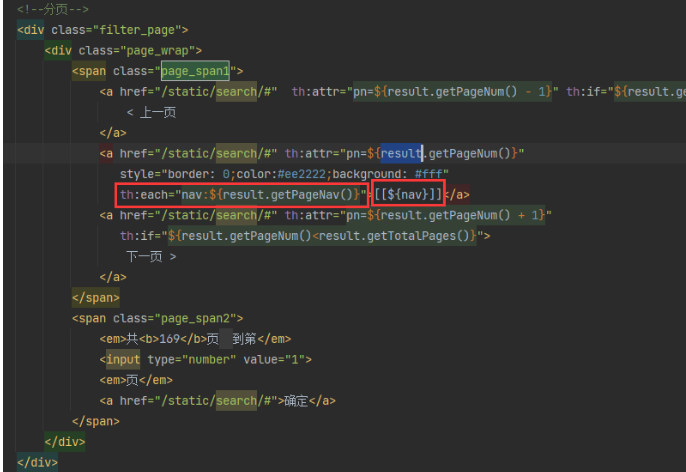 <!--分页-->
<div class="filter_page">
<div class="page_wrap">
<span class="page_span1">
<a href="/static/search/#"  th:attr="pn=${result.getPageNum() - 1}" th:if="${result.ge
< 上一页
</a>
<a href="/static/search/#" th:attr="pn=${result.getPageNum()}"
style="border: 0;color:#ee2222;background: #fff"
th:each="nav:${result.getPageNav()}">[[${nav}]]</a>
<a href="/static/search/#" th:attr="pn=${result.getPageNum() + 1}"
th:if="${result.getPageNum()<result.getTotalPages()}">
下一页 >
</a>
</span>
<span class="page_span2">
<em>共<b>169</b>页  到第</em>
<input type="number" value="1">
<em>页</em>
<a href="/static/search/#">确定</a>
</span>
</div>
</div>